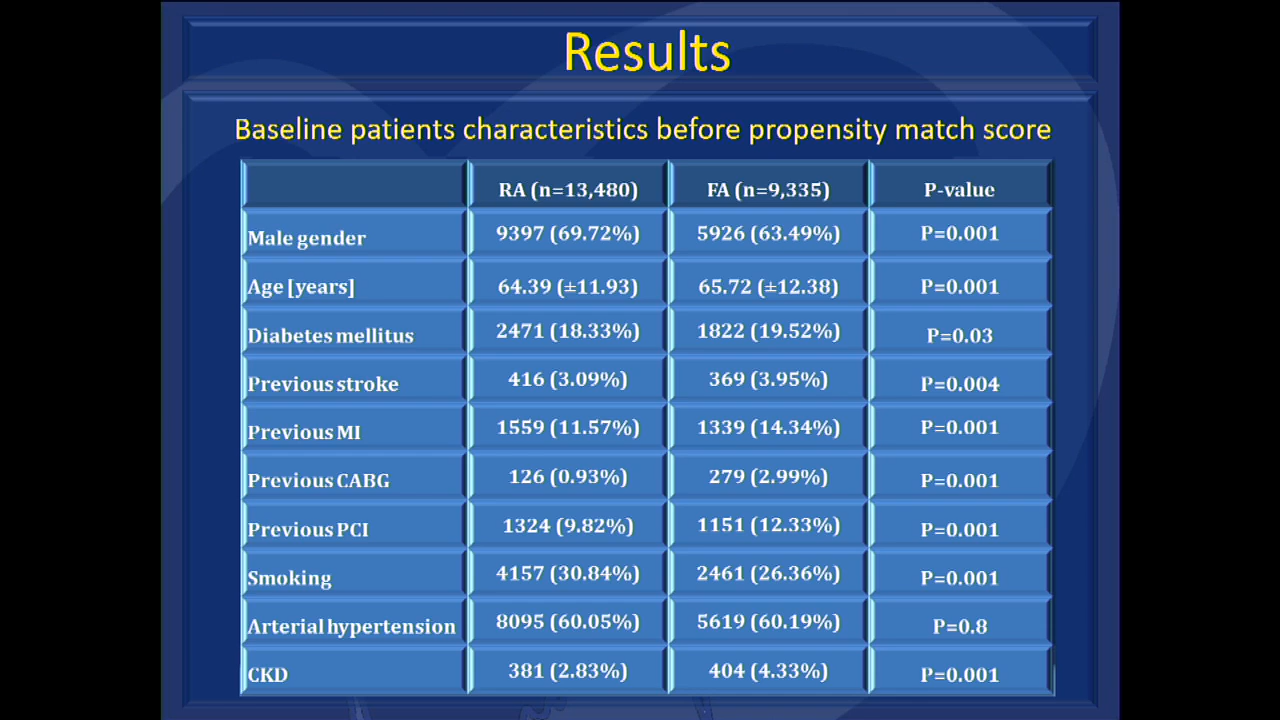 Results
Baseline patients characteristics before propensity match score
RA (n=13,480) FA (n=9,335) P-value
Male gender 9397 (69.72%) 5926 (63.49%) P=0.001
Age [years] 64.39 (±11.93) 65.72 (±12.38) P=0.001
Diabetes mellitus 2471 (18.33%) 1822 (19.52%) P=0.03
Previous stroke 416 (3.09%) 369 (3.95%) P=0.004
Previous MI 1559 (11.57%) 1339 (14.34%) P=0.001
Previous CABG 126 (0.93%) 279 (2.99%) P=0.001
Previous PCI 1324 (9.82%) 1151 (12.33%) P=0.001
Smoking 4157 (30.84%) 2461 (26.36%) P=0.001
Arterial hypertension 8095 (60.05%) 5619 (60.19%) P=0.8
CKD 381 (2.83%) 404 (4.33%) P=0.001